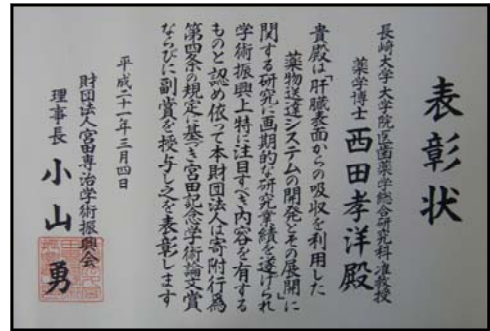 表彰状
長崎大学大学院医歯薬学総合研究科准教授
薬学博士 西田孝洋殿
貴殿は「肝臓表面からの吸収を利用した
薬物送達システムの開発とその展開」に
関する研究に画期的な研究業績を遂げられ
学術振興上特に注目すべき内容を有する
ものと認め依って本財団法人は寄附行為
第四条の規定に基き宮田記念学術論文賞
ならびに副賞を授与し之を表彰します
平成二十一年三月四日
財団法人宮田専治学術振興会
理事長 小山勇